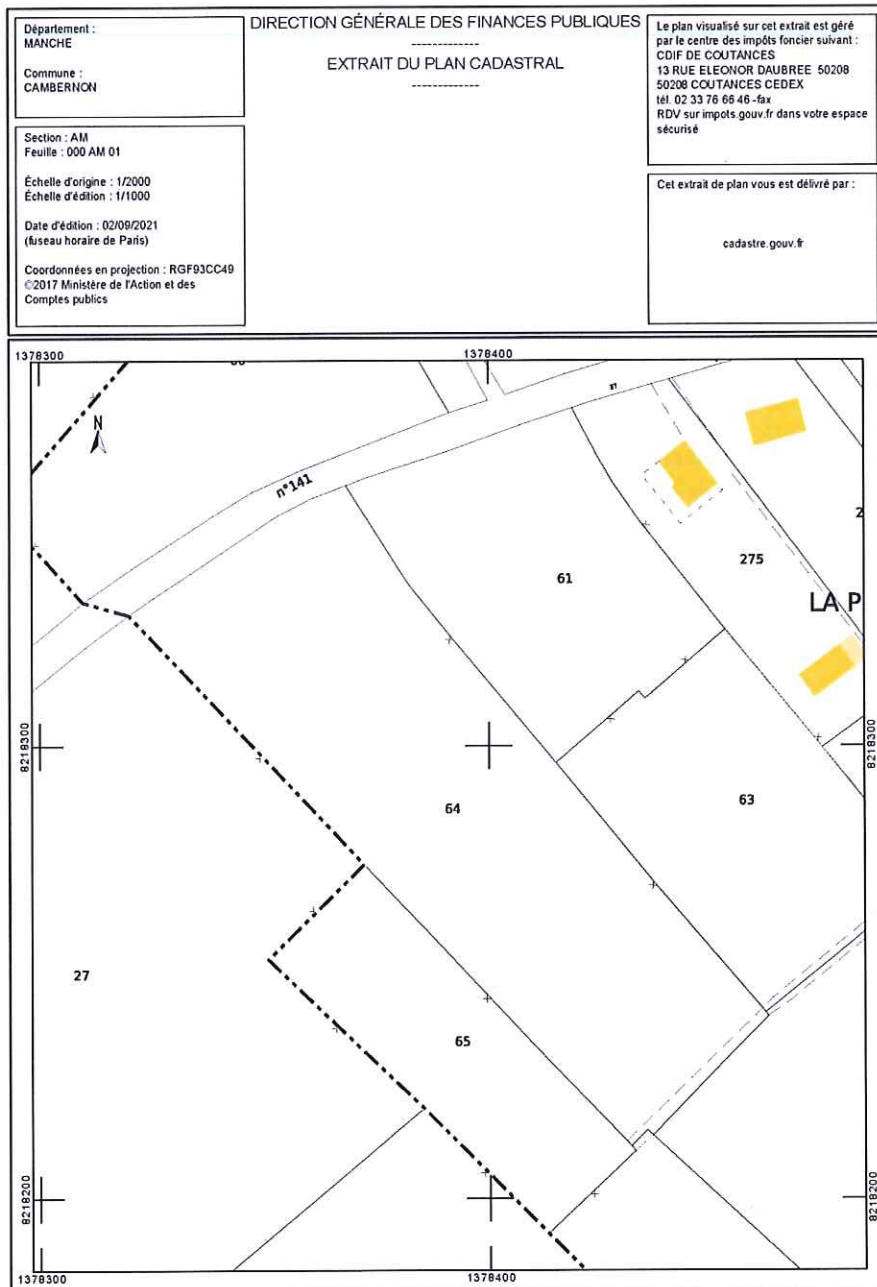 Département :
MANCHE
Commune :
CAMBERNON
Section : AM
Feuille : 000 AM 01
Échelle d'origine : 1/2000
Échelle d'édition : 1/1000
Date d'édition : 02/09/2021
(fuseau horaire de Paris)
Coordonnées en projection : RGF93CC49
©2017 Ministère de l'Action et des
Comptes publics
DIRECTION GÉNÉRALE DES FINANCES PUBLIQUES
-------------
EXTRAIT DU PLAN CADASTRAL
-------------
Le plan visualisé sur cet extrait est géré
par le centre des impôts foncier suivant :
CDIF DE COUTANCES
13 RUE ELEONOR DAUBREE 50208
50208 COUTANCES CEDEX
tél. 02 33 76 66 46 -fax
RDV sur impots.gouv.fr dans votre espace
sécurisé
Cet extrait de plan vous est délivré par :
cadastre.gouv.fr
1378300
1378400
N
n°141
61
275
2
LA P
8218300
8218300
64
63
27
65
8218200
8218200
1378300
1378400